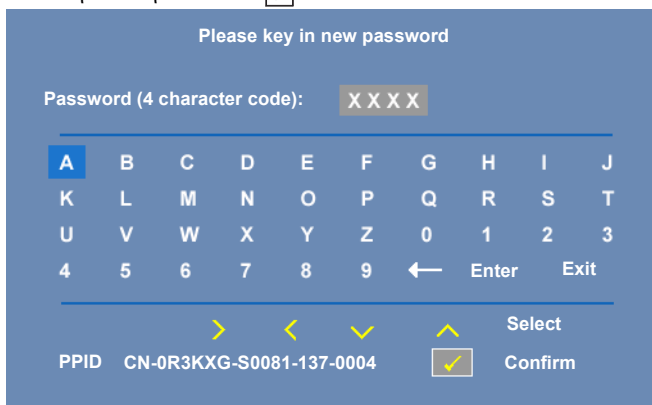 Please key in new password
Password (4 character code): X X X X
A B C D E F G H I J
K L M N O P Q R S T
U V W X Y Z 0 1 2 3
4 5 6 7 8 9 ← Enter Exit
Select
PPID CN-0R3KXG-S0081-137-0004 Confirm